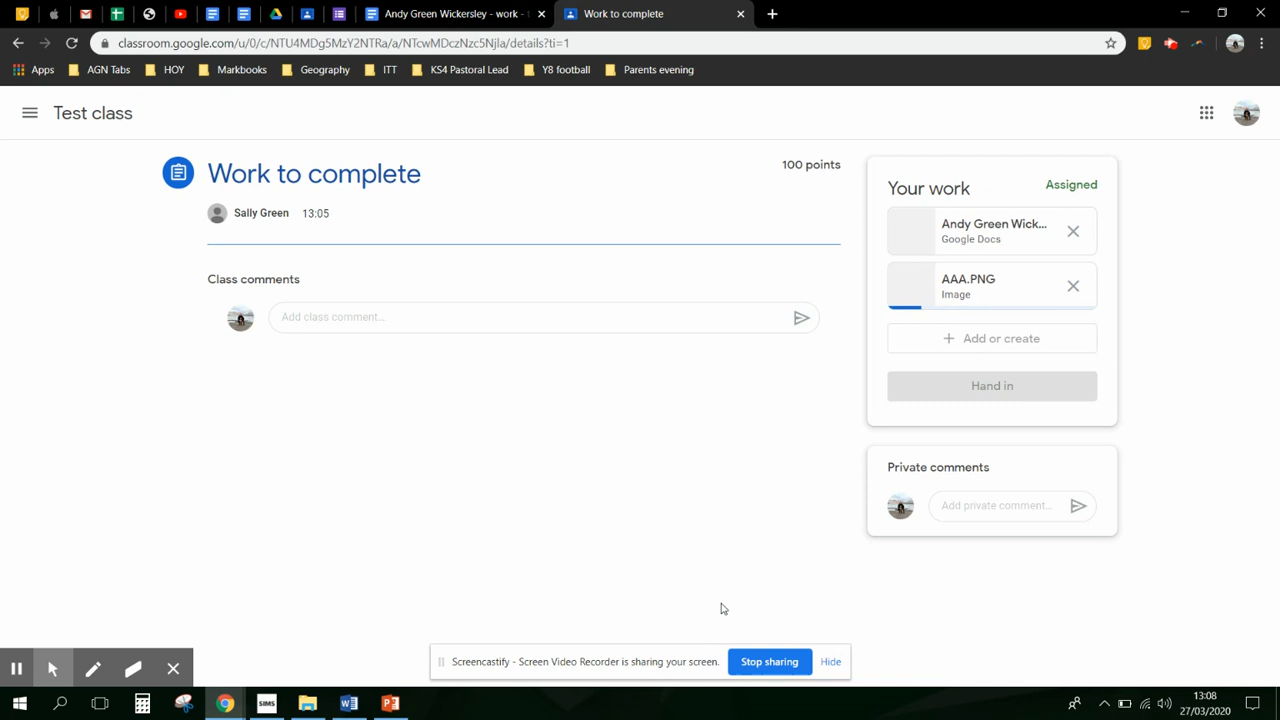 Andy Green Wickersley - work -
Work to complete
classroom.google.com/u/0/c/NTU4MDg5MzY2NTRa/a/NTcwMDczNzc5Njla/details?ti=1
Apps
AGN Tabs
HOY
Markbooks
Geography
ITT
KS4 Pastoral Lead
Y8 football
Parents evening
Test class
Work to complete
100 points
Sally Green 13:05
Class comments
Add class comment...
Your work
Assigned
Andy Green Wick...
Google Docs
AAA.PNG
Image
Add or create
Hand in
Private comments
Add private comment...
Screencastify - Screen Video Recorder is sharing your screen.
Stop sharing
Hide
SIMS
13:08
27/03/2020